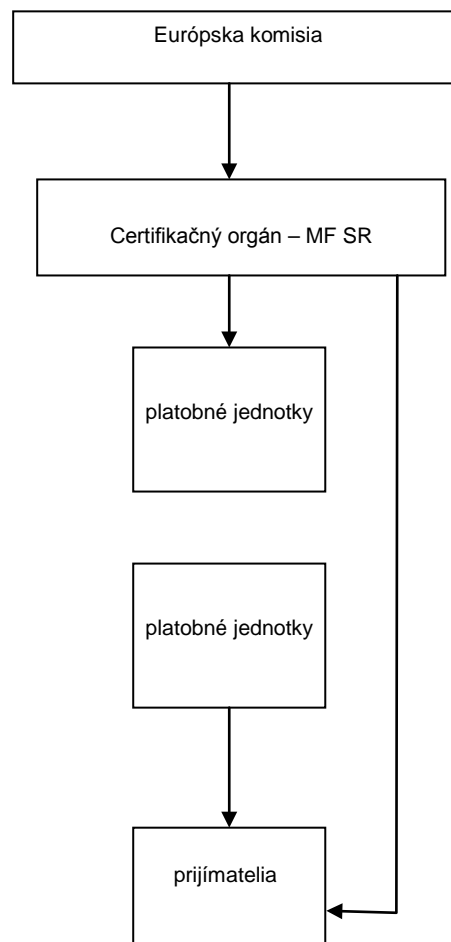 Európska komisia
Certifikačný orgán – MF SR
platobné jednotky
platobné jednotky
prijímatelia